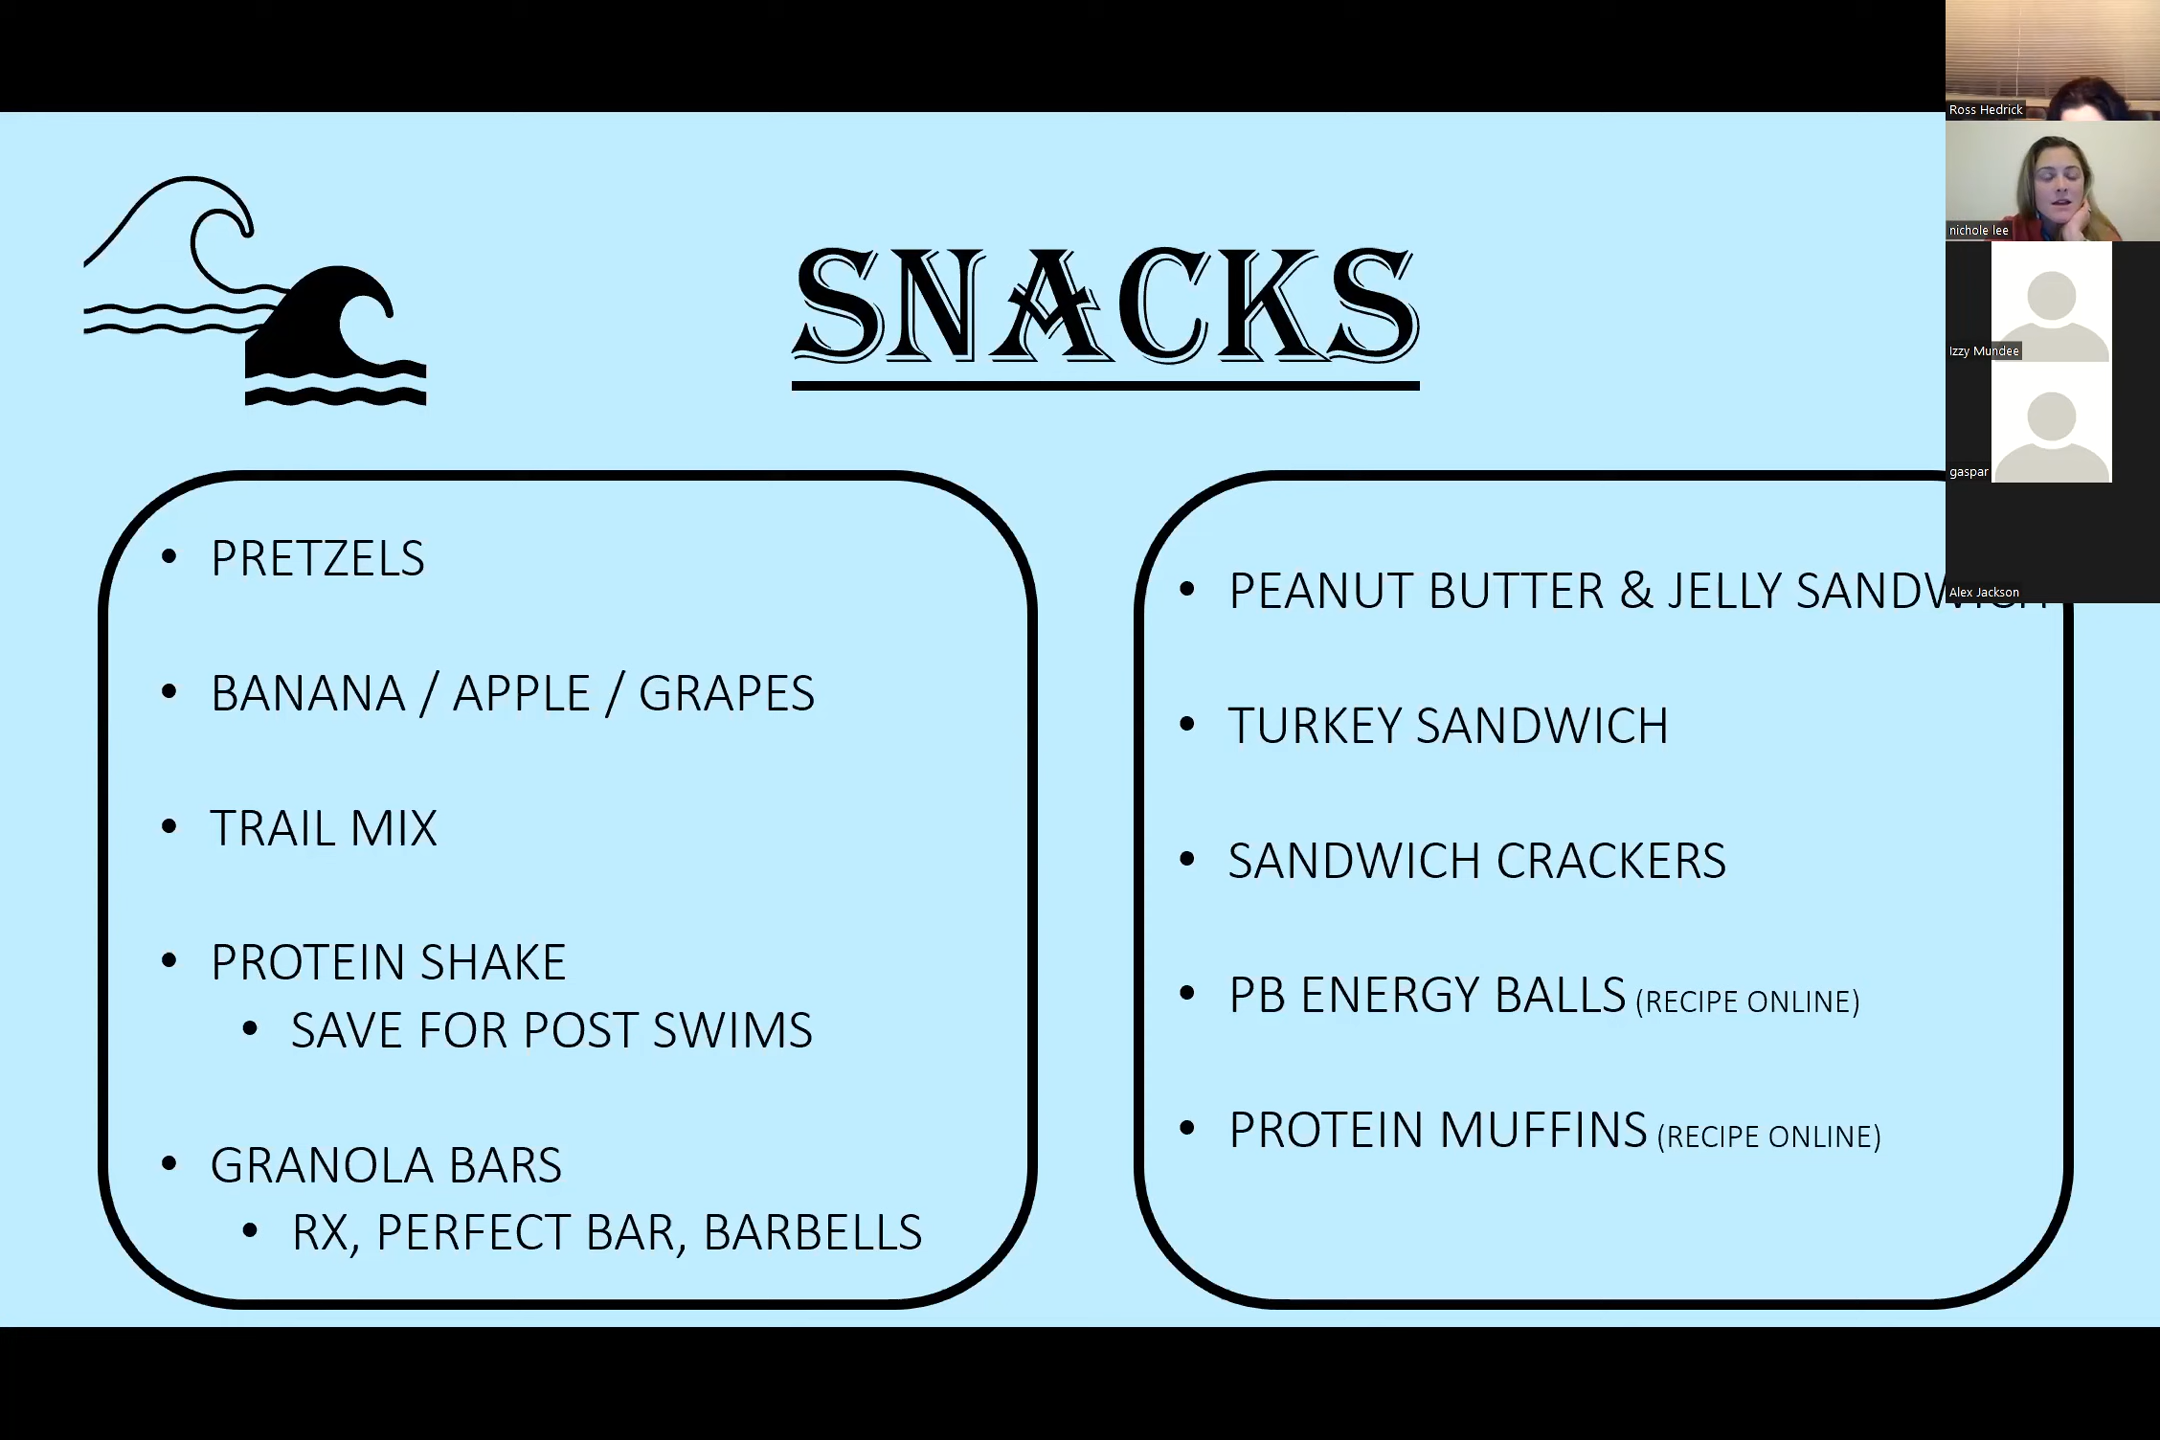 SNACKS
• PRETZELS
• BANANA / APPLE / GRAPES
• TRAIL MIX
• PROTEIN SHAKE
• SAVE FOR POST SWIMS
• GRANOLA BARS
• RX, PERFECT BAR, BARBELLS
• PEANUT BUTTER & JELLY SANDWICH
• TURKEY SANDWICH
• SANDWICH CRACKERS
• PB ENERGY BALLS (RECIPE ONLINE)
• PROTEIN MUFFINS (RECIPE ONLINE)
Ross Hedrick
nichole lee
Izzy Mundee
gaspar
Alex Jackson